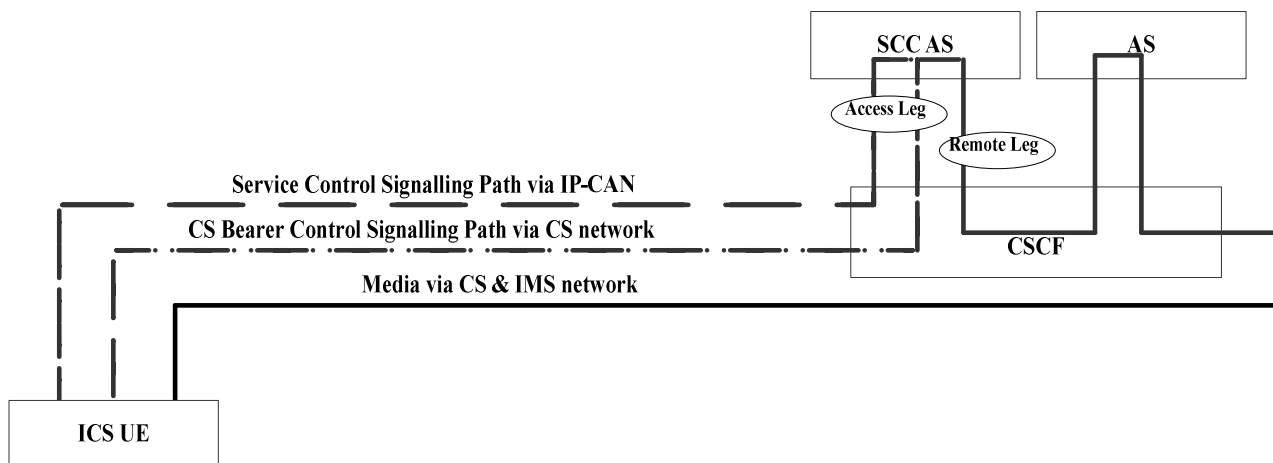 SCC AS
AS
Access Leg
Remote Leg
Service Control Signalling Path via IP-CAN
CS Bearer Control Signalling Path via CS network
CSCF
Media via CS & IMS network
ICS UE